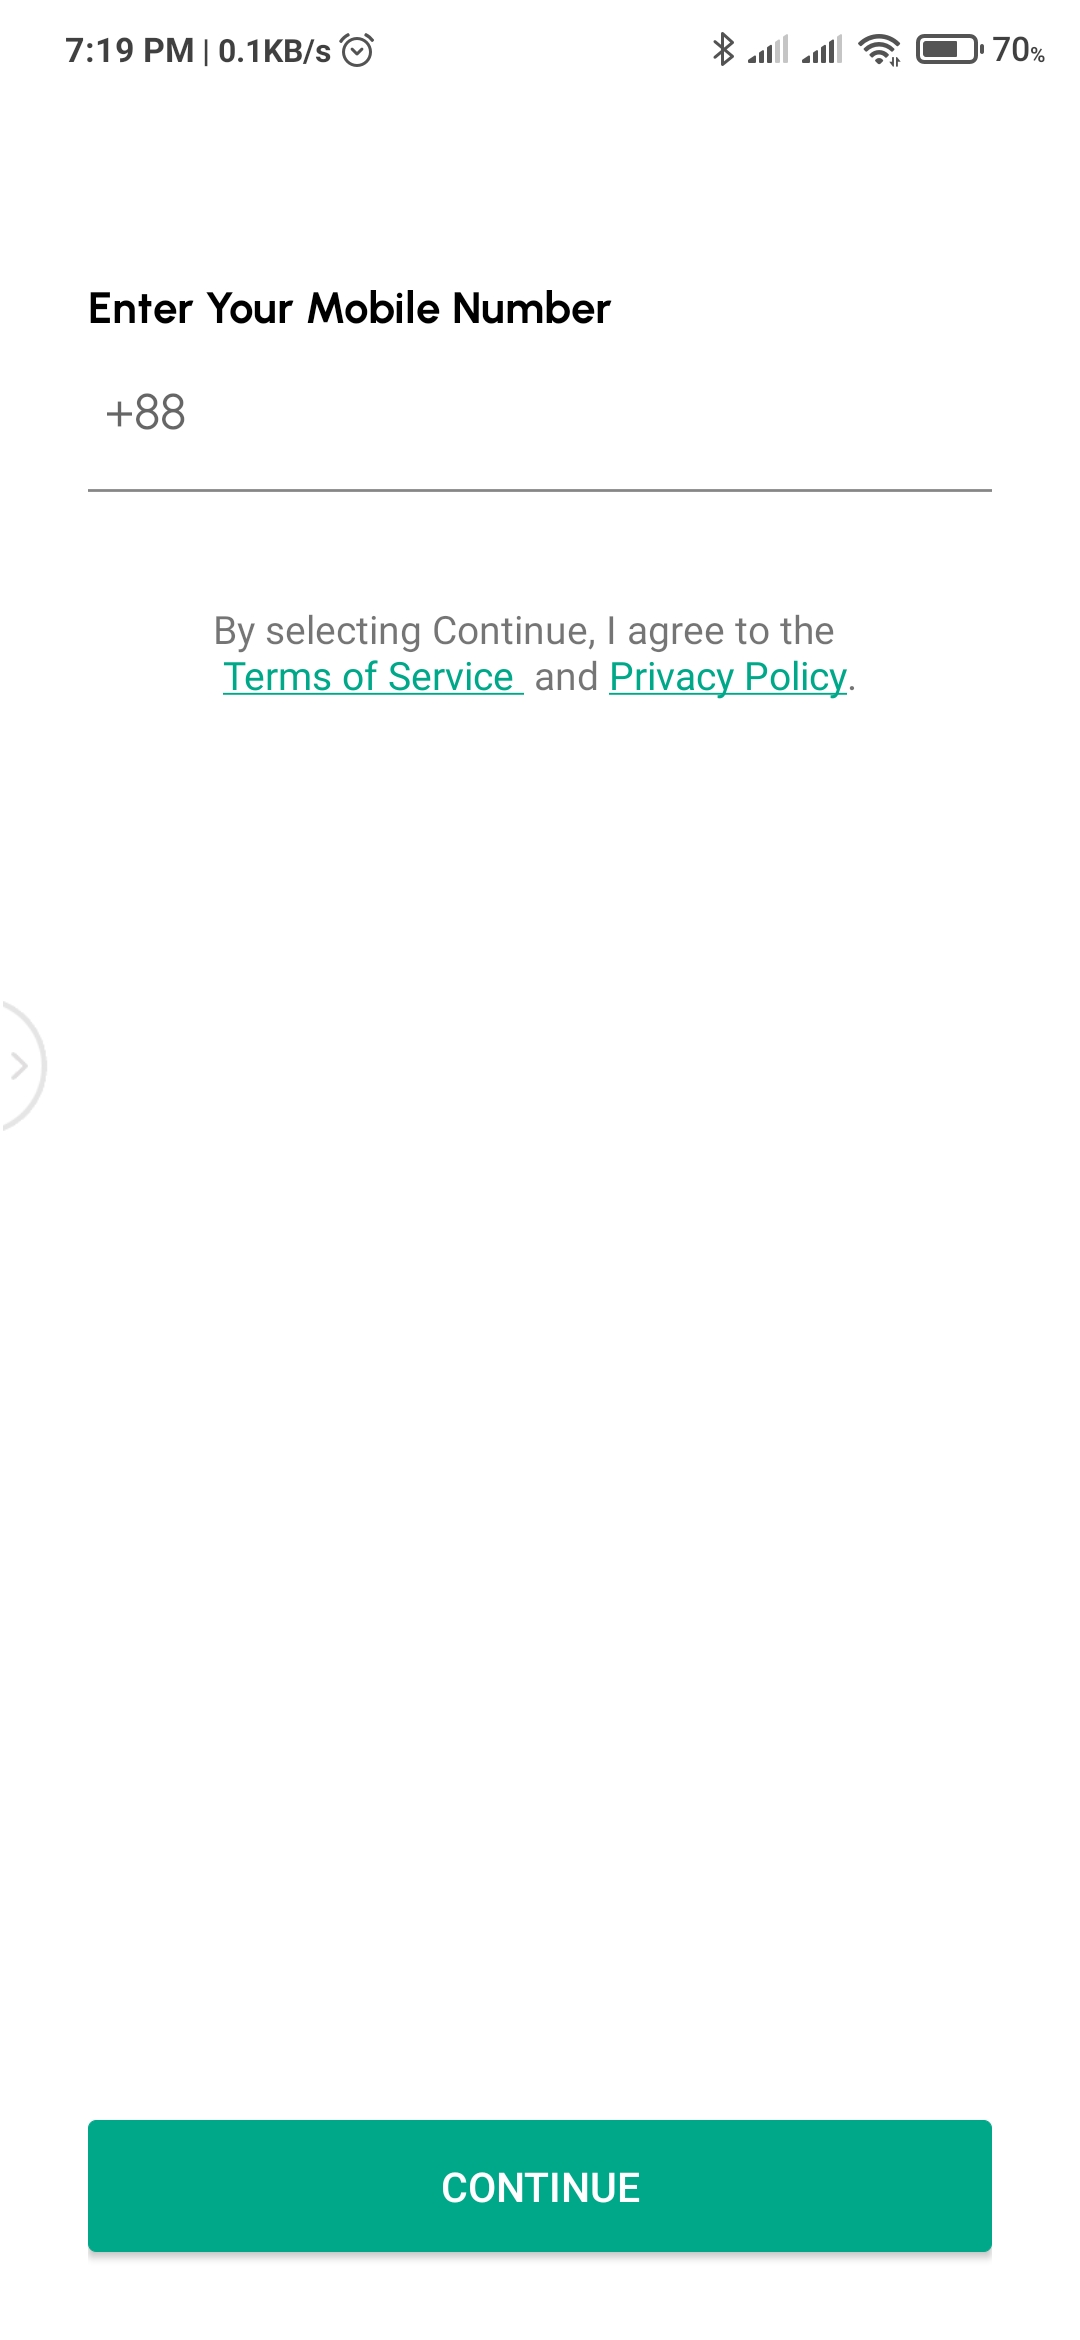 7:19 PM | 0.1KB/s 70%
Enter Your Mobile Number
+88
By selecting Continue, I agree to the
Terms of Service and Privacy Policy.
CONTINUE